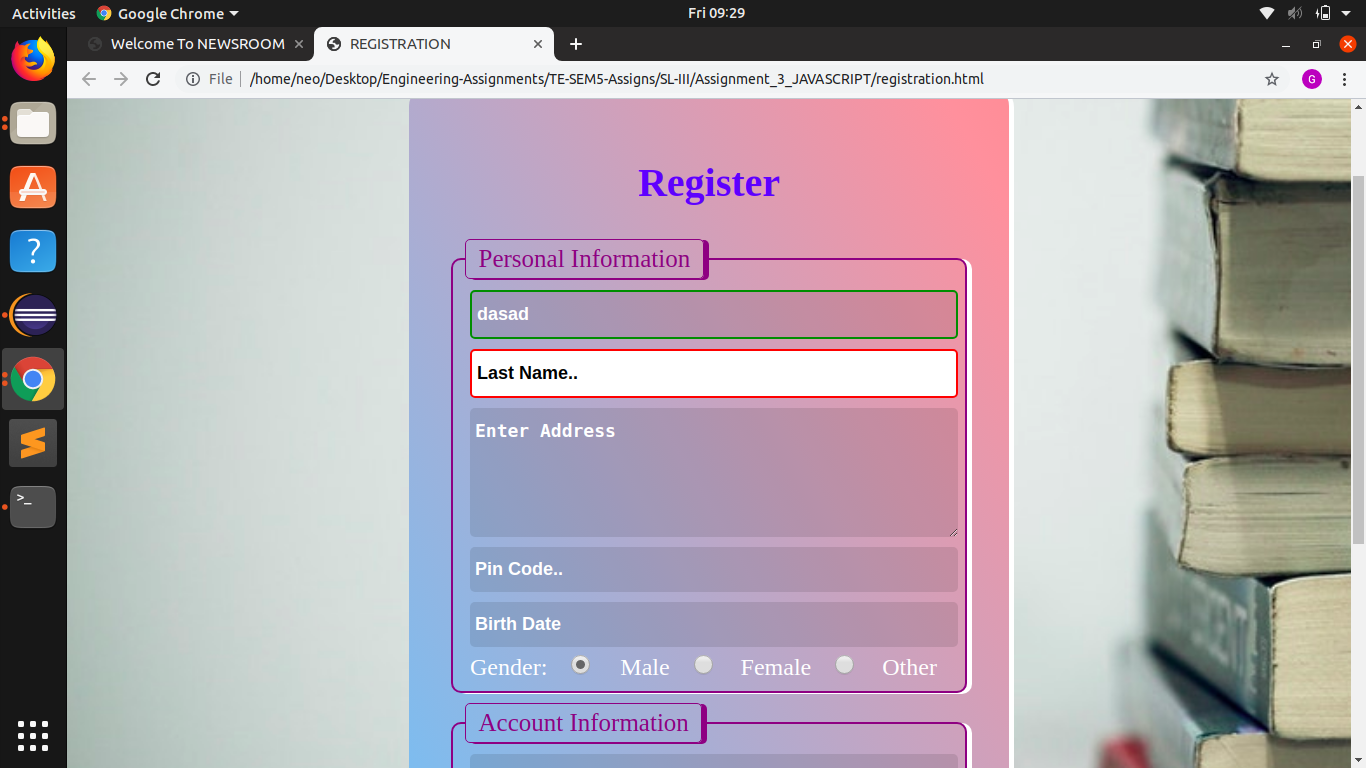 Activities Google Chrome Fri 09:29
Welcome To NEWSROOM REGISTRATION
File /home/neo/Desktop/Engineering-Assignments/TE-SEM5-Assigns/SL-III/Assignment_3_JAVASCRIPT/registration.html G
Register
Personal Information
dasad
Last Name..
Enter Address
Pin Code..
Birth Date
Gender: Male Female Other
Account Information